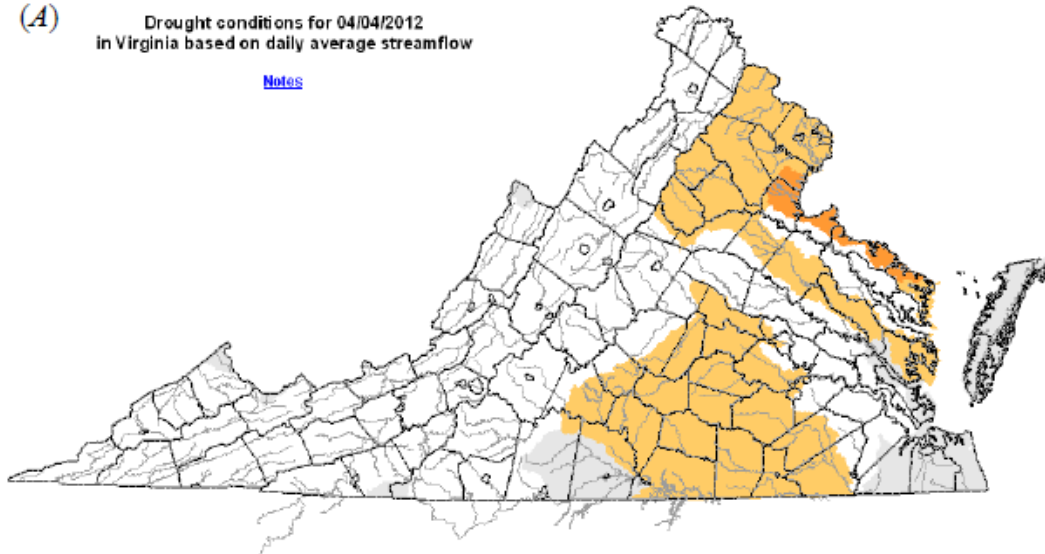 (A)
Drought conditions for 04/04/2012
in Virginia based on daily average streamflow
Notes